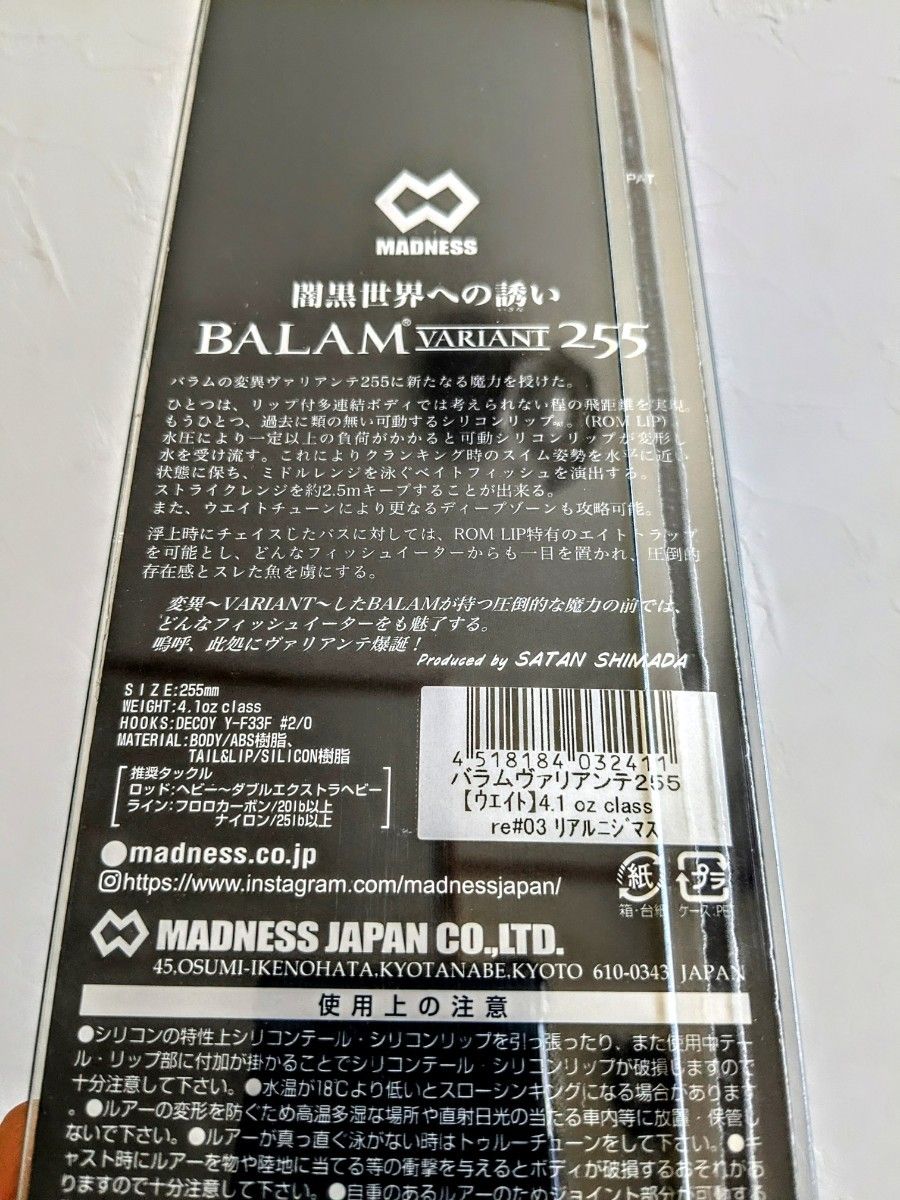 PAT.
MADNESS
闇黒世界への誘い
いざな
BALAM® VARIANT 255
バラムの変異ヴァリアンテ255に新たなる魔力を授けた。
ひとつは、リップ付多連結ボディでは考えられない程の飛距離を実現。
もうひとつ、過去に類の無い可動するシリコンリップPAT.。(ROM LIP)
水圧により一定以上の負荷がかかると可動シリコンリップが変形し
水を受け流す。これによりクランキング時のスイム姿勢を水平に近い
状態に保ち、ミドルレンジを泳ぐベイトフィッシュを演出する。
ストライクレンジを約2.5mキープすることが出来る。
また、ウエイトチューンにより更なるディープゾーンも攻略可能。
浮上時にチェイスしたバスに対しては、ROM LIP特有のエイトトラップ
を可能とし、どんなフィッシュイーターからも一目を置かれ、圧倒的
存在感とスレた魚を虜にする。
変異～VARIANT～したBALAMが持つ圧倒的な魔力の前では、
どんなフィッシュイーターをも魅了する。
嗚呼、此処にヴァリアンテ爆誕！
Produced by SATAN SHIMADA
SIZE:255mm
WEIGHT:4.1oz class
HOOKS:DECOY Y-F33F #2/0
MATERIAL:BODY/ABS樹脂、
TAIL&LIP/SILICON樹脂
推奨タックル
ロッド:ヘビー～ダブルエクストラヘビー
ライン:フロロカーボン/20lb以上
ナイロン/25lb以上
4 518184 032411
バラムヴァリアンテ255
【ウエイト】4.1 oz class
re#03 リアルニジマス
madness.co.jp
https://www.instagram.com/madnessjapan/
紙 プラ
箱・台紙 ケース:PET
MADNESS JAPAN CO.,LTD.
45,OSUMI-IKENOHATA,KYOTANABE,KYOTO 610-0343 JAPAN
使用上の注意
●シリコンの特性上シリコンテール・シリコンリップを引っ張ったり、また使用中テー
ル・リップ部に付加が掛かることでシリコンテール・シリコンリップが破損しますので
十分注意して下さい。●水温が18℃より低いとスローシンキングになる場合があります
。●ルアーの変形を防ぐため高温多湿な場所や直射日光の当たる車内等に放置・保管し
ないで下さい。●ルアーが真っ直ぐ泳がない時はトゥルーチューンをして下さい。●キ
ャスト時にルアーを物や陸地に当てる等の衝撃を与えるとボディが破損するおそれがあ
りますので十分注意して下さい。●自重のあるルアーのためジョイント部分が可動